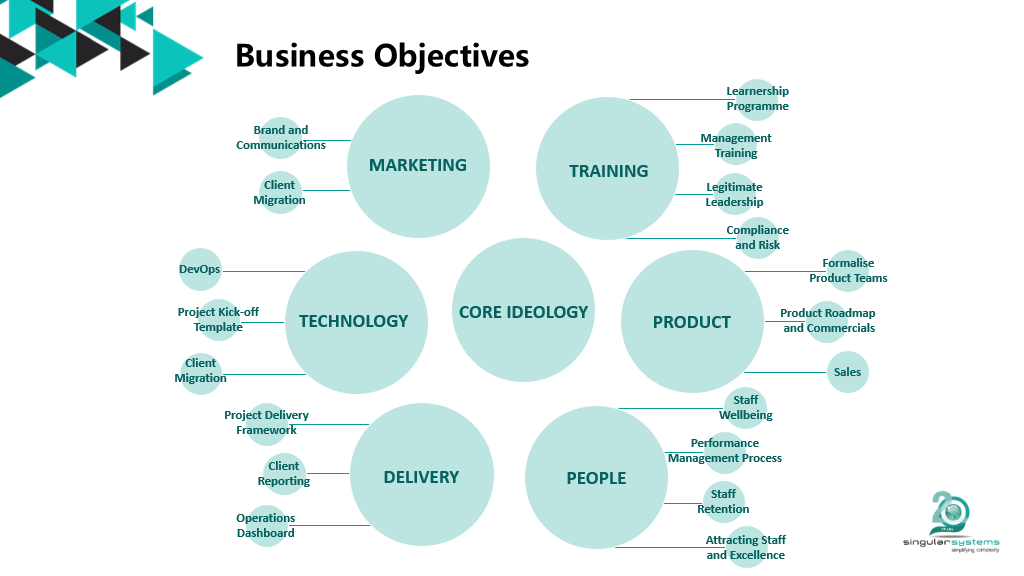 Business Objectives
MARKETING
Brand and
Communications
Client
Migration
TRAINING
Learnership
Programme
Management
Training
Legitimate
Leadership
Compliance
and Risk
TECHNOLOGY
DevOps
Project Kick-off
Template
Client
Migration
CORE IDEOLOGY
PRODUCT
Formalise
Product Teams
Product Roadmap
and Commercials
Sales
DELIVERY
Project Delivery
Framework
Client
Reporting
Operations
Dashboard
PEOPLE
Staff
Wellbeing
Performance
Management Process
Staff
Retention
Attracting Staff
and Excellence
20
YEARS
singularsystems
simplifying complexity